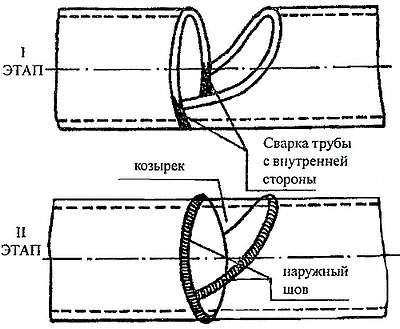 I
ЭТАП
Сварка трубы
с внутренней
стороны
козырек
II
ЭТАП
наружный
шов